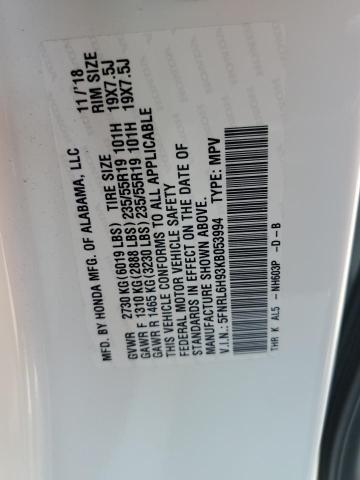 MFD. BY HONDA MFG. OF ALABAMA, LLC 11/'18
TIRE SIZE RIM SIZE
GVWR 2730 KG(6019 LBS)
GAWR F 1310 KG(2888 LBS)235/55R19 101H 19X7.5J
GAWR R 1465 KG(3230 LBS)235/55R19 101H 19X7.5J
THIS VEHICLE CONFORMS TO ALL APPLICABLE
FEDERAL MOTOR VEHICLE SAFETY
STANDARDS IN EFFECT ON THE DATE OF
MANUFACTURE SHOWN ABOVE.
V.I.N.: 5FNRL6H93KB053994 TYPE: MPV
THR K AL5 -NH603P -D -B